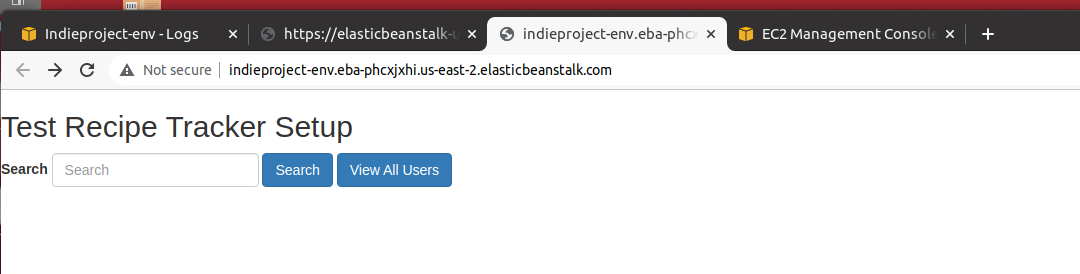 Indieproject-env - Logs
https://elasticbeanstalk-u
indieproject-env.eba-phcx
EC2 Management Console
Not secure
indieproject-env.eba-phcxjxhi.us-east-2.elasticbeanstalk.com
Test Recipe Tracker Setup
Search Search Search View All Users